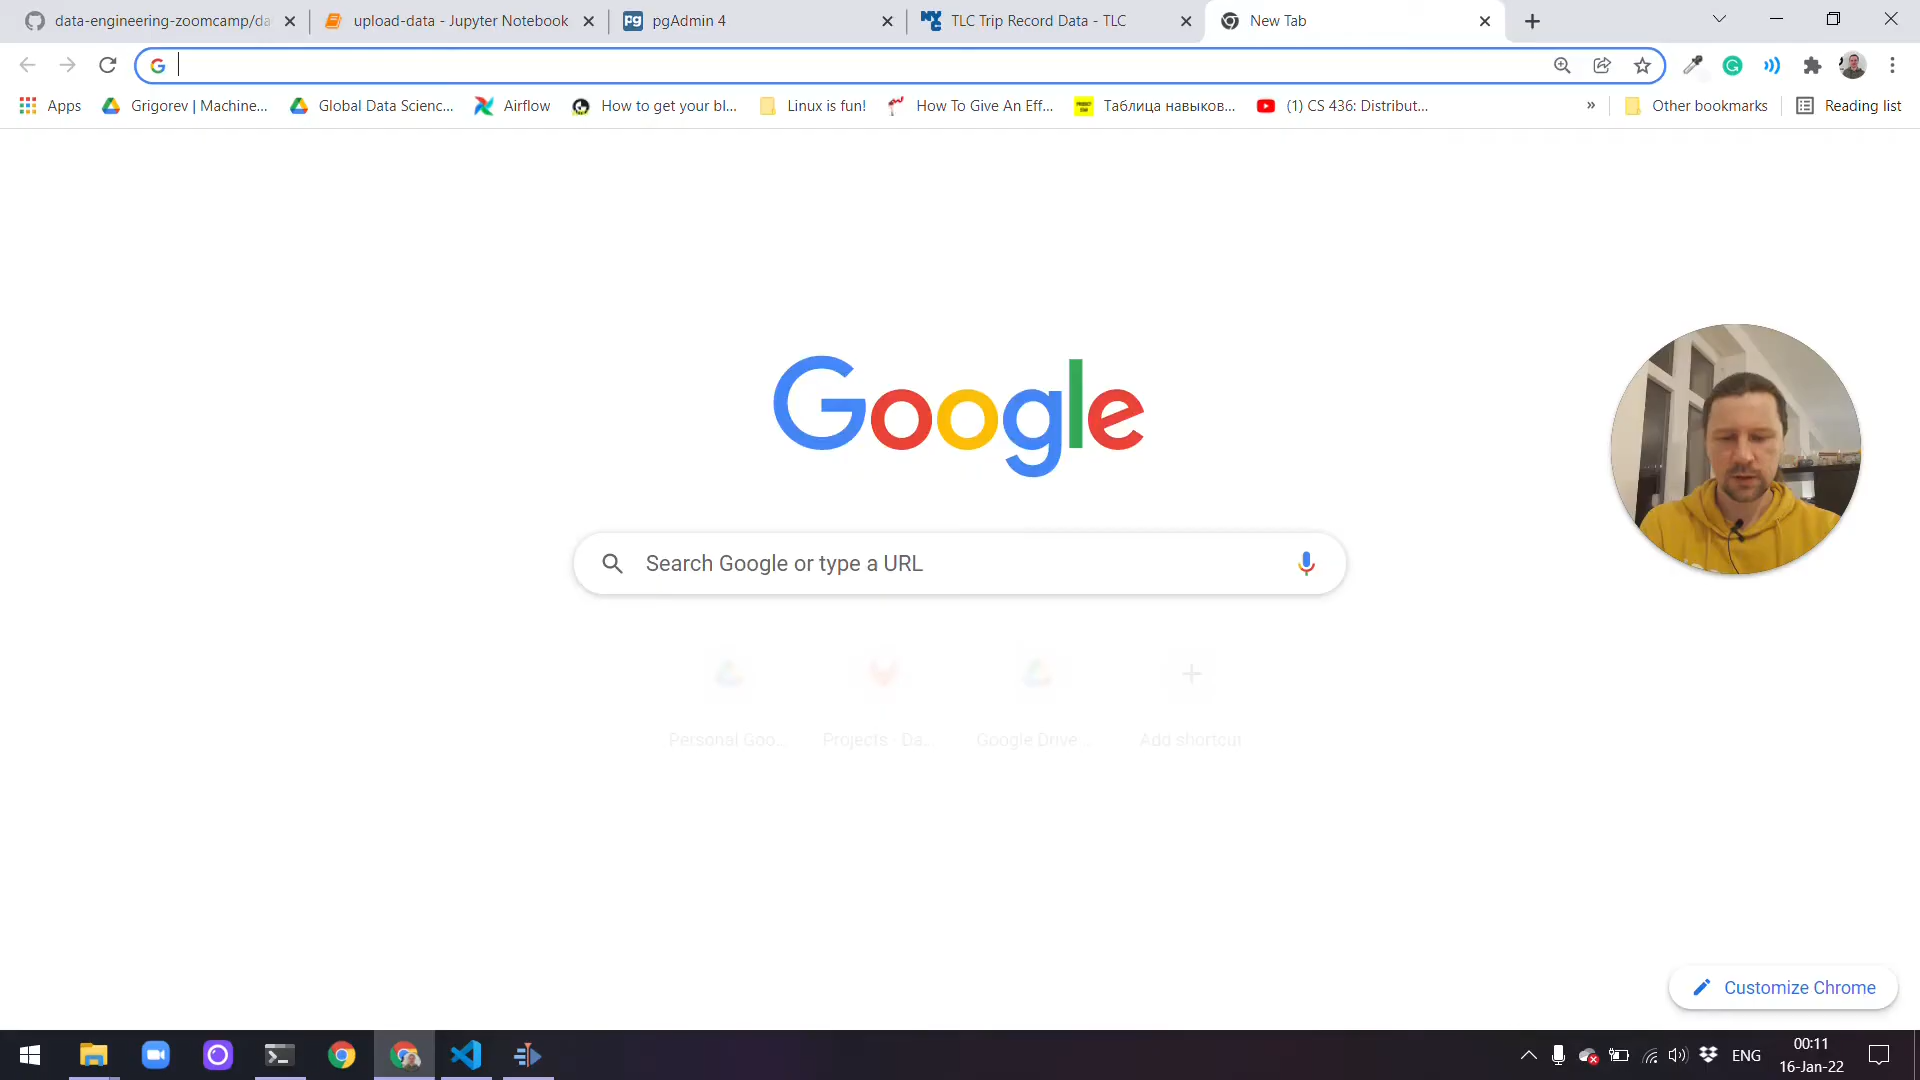 data-engineering-zoomcamp/da
upload-data - Jupyter Notebook
pgAdmin 4
TLC Trip Record Data - TLC
New Tab
Apps
Grigorev | Machine...
Global Data Scienc...
Airflow
How to get your bl...
Linux is fun!
How To Give An Eff...
Таблица навыков...
(1) CS 436: Distribut...
»
Other bookmarks
Reading list
Google
Search Google or type a URL
Personal Goo...
Projects · Da...
Google Drive ...
Add shortcut
Customize Chrome
ENG
00:11
16-Jan-22